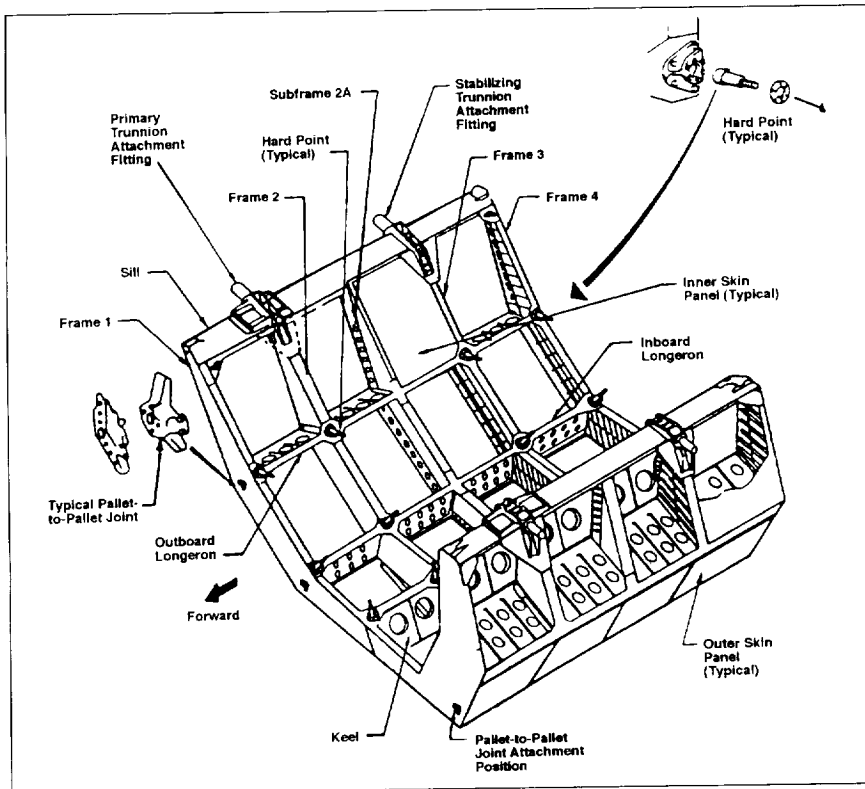 Subframe 2A
Stabilizing
Trunnion
Attachment
Fitting
Primary
Trunnion
Attachment
Fitting
Hard Point
(Typical)
Hard Point
(Typical)
Frame 3
Frame 2
Frame 4
Sill
Inner Skin
Panel (Typical)
Frame 1
Inboard
Longeron
Typical Pallet-
to-Pallet Joint
Outboard
Longeron
Forward
Outer Skin
Panel
(Typical)
Keel
Pallet-to-Pallet
Joint Attachment
Position